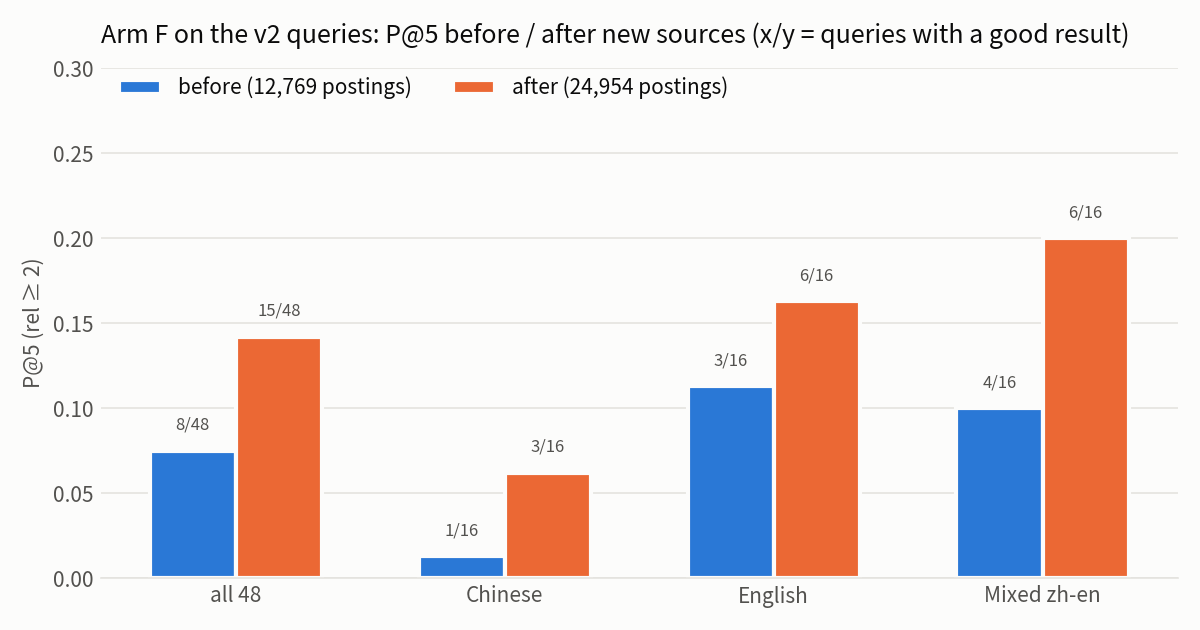 Arm F on the v2 queries: P@5 before / after new sources (x/y = queries with a good result)
before (12,769 postings)
after (24,954 postings)
P@5 (rel ≥ 2)
0.30
0.25
0.20
0.15
0.10
0.05
0.00
8/48
15/48
1/16
3/16
3/16
6/16
4/16
6/16
all 48
Chinese
English
Mixed zh-en